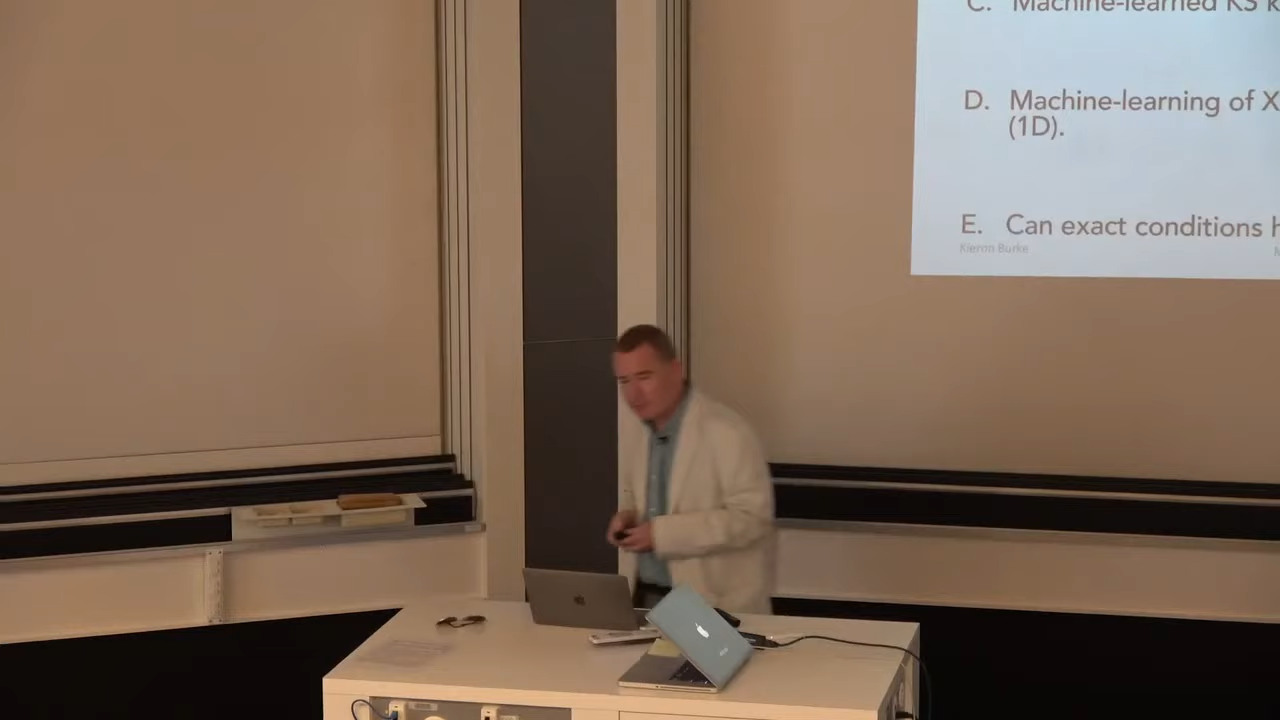 C. Machine-learned KS
D. Machine-learning of X
(1D).
E. Can exact conditions
Kieron Burke